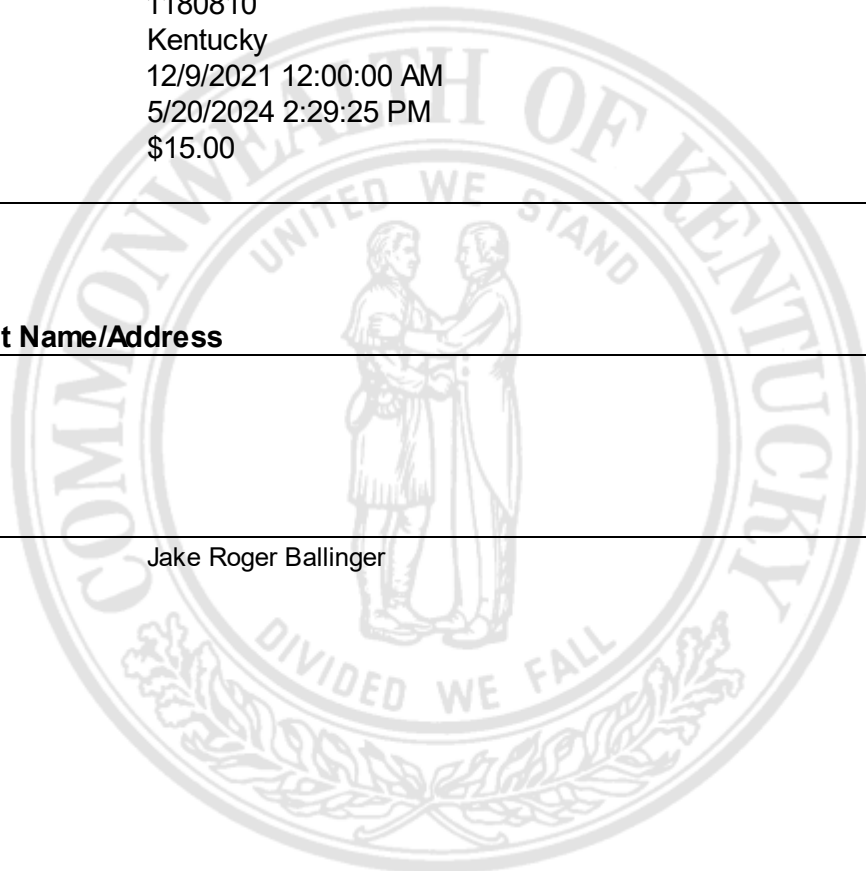 1180810
Kentucky
12/9/2021 12:00:00 AM
5/20/2024 2:29:25 PM
$15.00
t Name/Address
Jake Roger Ballinger
COMMONWEALTH OF KENTUCKY
UNITED WE STAND
DIVIDED WE FALL